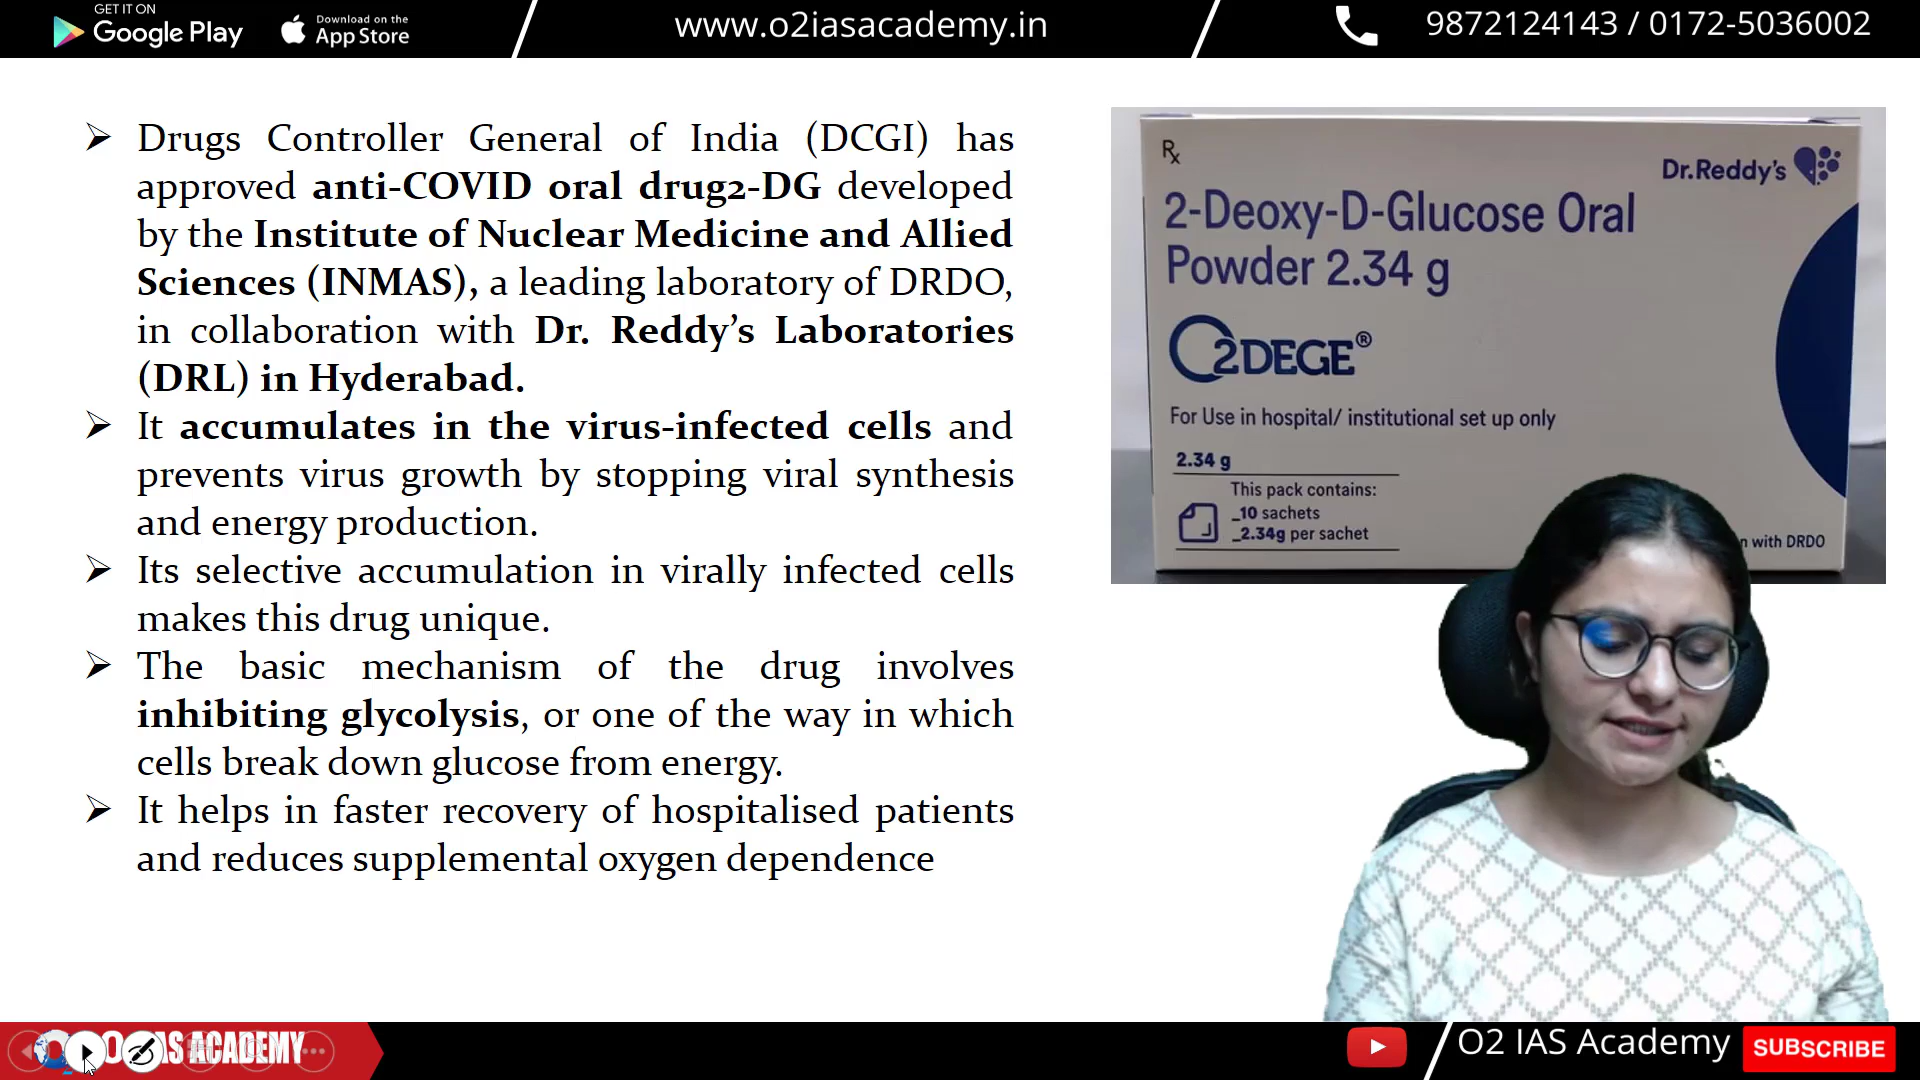 GET IT ON
Google Play
Download on the
App Store
www.o2iasacademy.in
9872124143 / 0172-5036002
➢ Drugs Controller General of India (DCGI) has
approved anti-COVID oral drug2-DG developed
by the Institute of Nuclear Medicine and Allied
Sciences (INMAS), a leading laboratory of DRDO,
in collaboration with Dr. Reddy’s Laboratories
(DRL) in Hyderabad.
➢ It accumulates in the virus-infected cells and
prevents virus growth by stopping viral synthesis
and energy production.
➢ Its selective accumulation in virally infected cells
makes this drug unique.
➢ The basic mechanism of the drug involves
inhibiting glycolysis, or one of the way in which
cells break down glucose from energy.
➢ It helps in faster recovery of hospitalised patients
and reduces supplemental oxygen dependence
Rx
Dr.Reddy's
2-Deoxy-D-Glucose Oral
Powder 2.34 g
2DEGE®
For Use in hospital/ institutional set up only
2.34 g
This pack contains:
_10 sachets
_2.34g per sachet
with DRDO
IAS ACADEMY
O2 IAS Academy
SUBSCRIBE